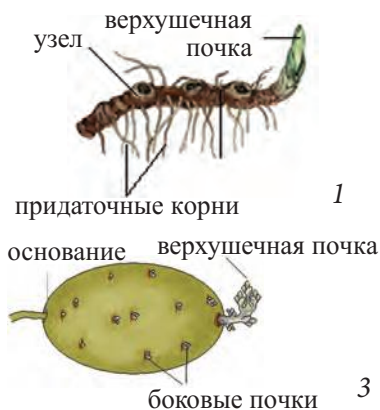 верхушечная
почка
узел
придаточные корни
1
основание
верхушечная почка
боковые почки
3